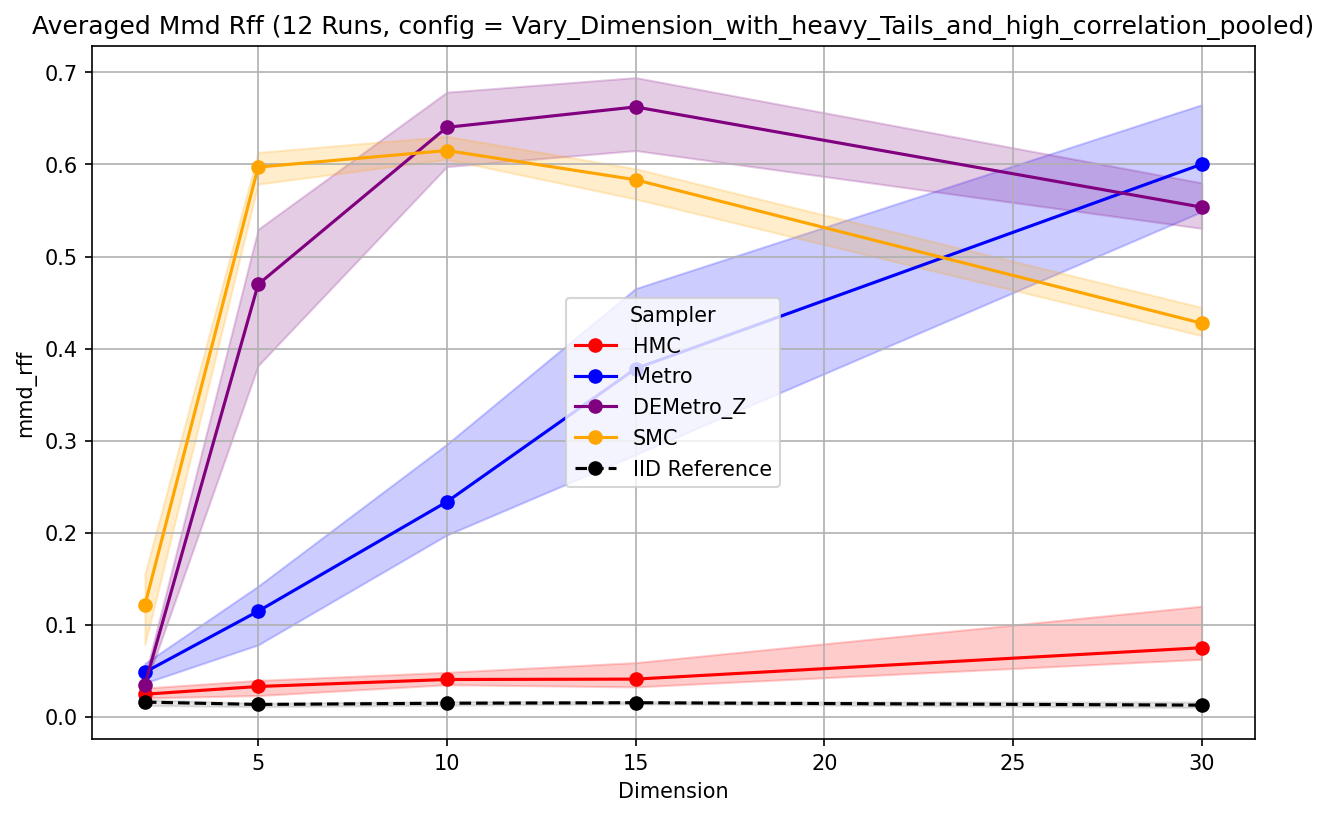 Averaged Mmd Rff (12 Runs, config = Vary_Dimension_with_heavy_Tails_and_high_correlation_pooled)
0.7
0.6
0.5
0.4
0.3
0.2
0.1
0.0
mmd_rff
Sampler
HMC
Metro
DEMetro_Z
SMC
IID Reference
5
10
15
20
25
30
Dimension